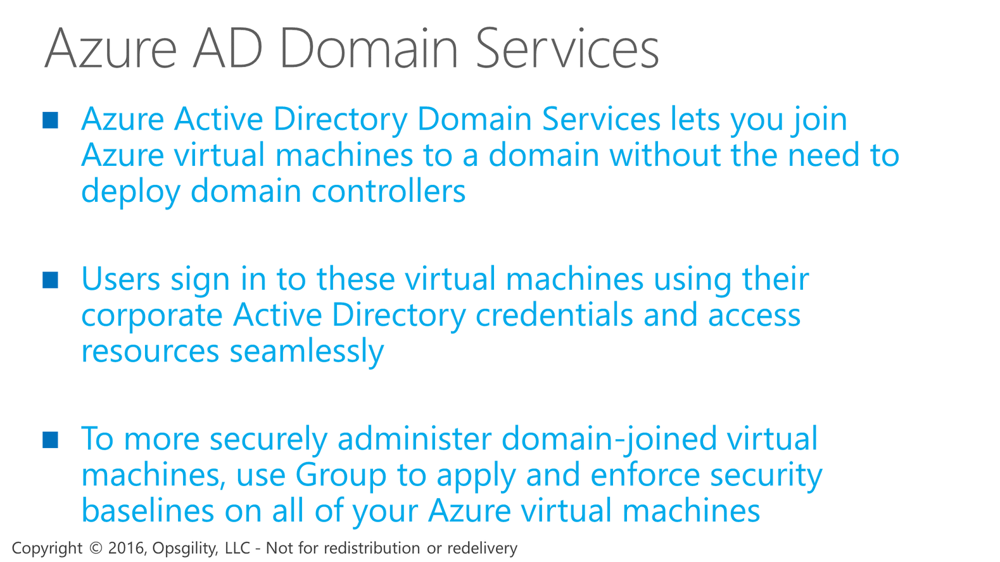 Azure AD Domain Services
Azure Active Directory Domain Services lets you join
Azure virtual machines to a domain without the need to
deploy domain controllers
Users sign in to these virtual machines using their
corporate Active Directory credentials and access
resources seamlessly
To more securely administer domain-joined virtual
machines, use Group to apply and enforce security
baselines on all of your Azure virtual machines
Copyright © 2016, Opsgility, LLC - Not for redistribution or redelivery